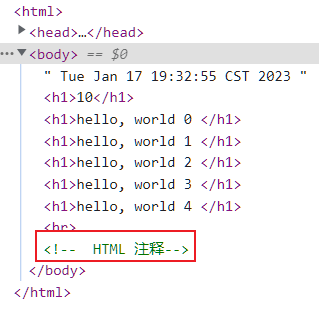 <html>
<head>…</head>
<body> == $0
" Tue Jan 17 19:32:55 CST 2023 "
<h1>10</h1>
<h1>hello, world 0 </h1>
<h1>hello, world 1 </h1>
<h1>hello, world 2 </h1>
<h1>hello, world 3 </h1>
<h1>hello, world 4 </h1>
<hr>
<!--  HTML 注释-->
</body>
</html>